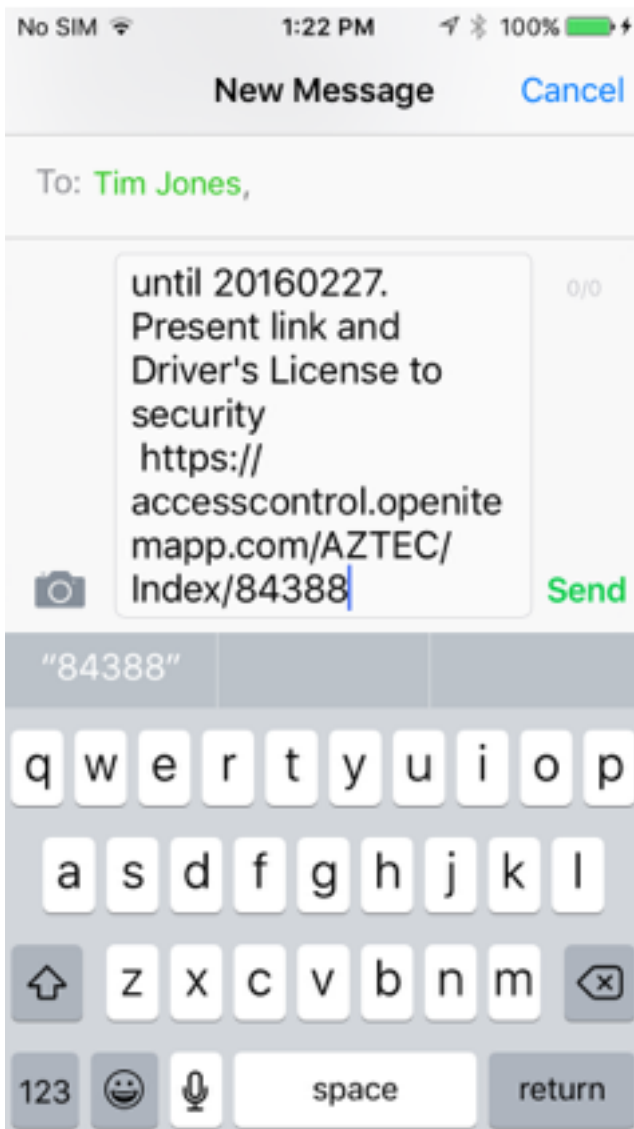 No SIM 1:22 PM 100%
New Message Cancel
To: Tim Jones,
until 20160227.
0/0
Present link and
Driver's License to
security
https://
accesscontrol.openite
mapp.com/AZTEC/
Index/84388
Send
"84388"
q w e r t y u i o p
a s d f g h j k l
z x c v b n m
123 space return